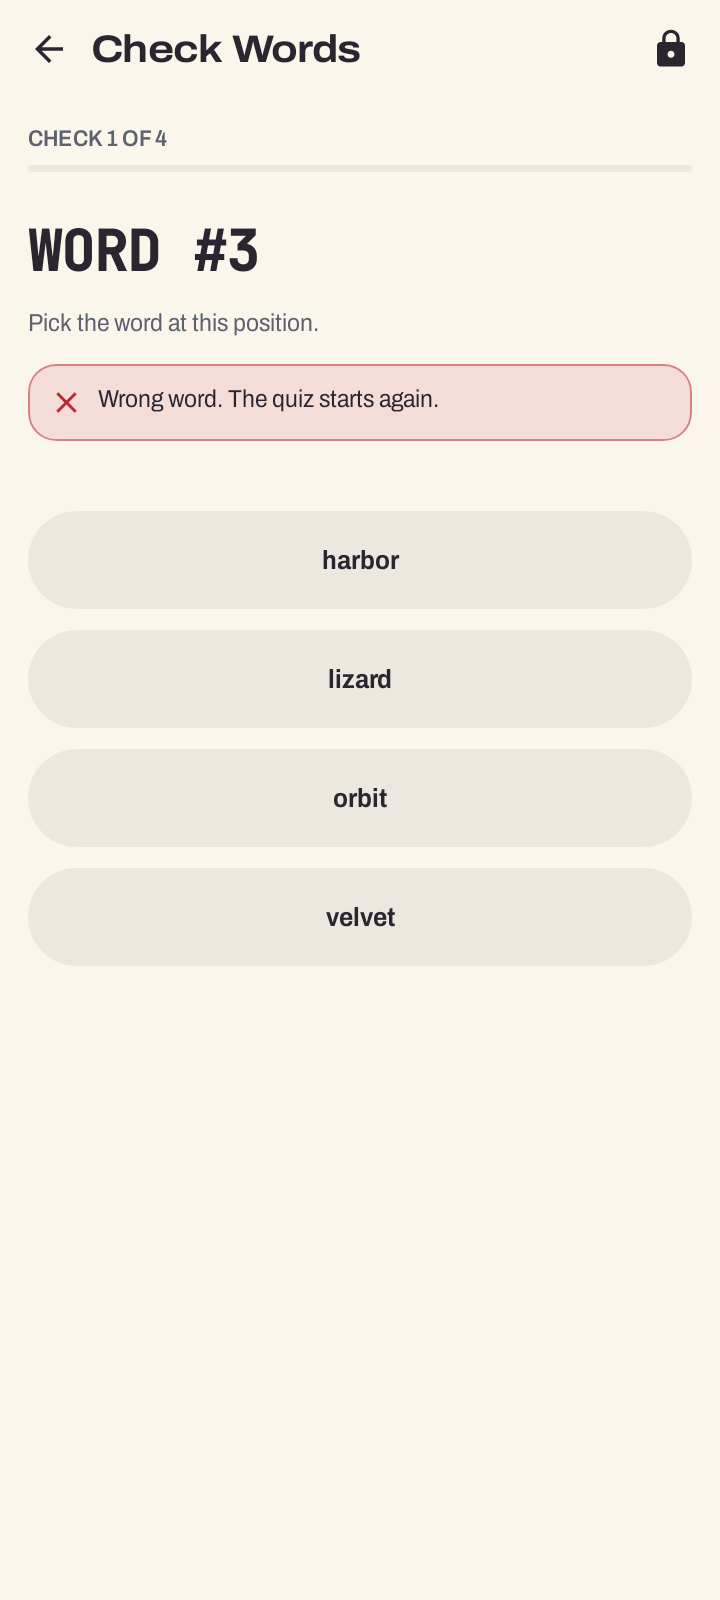 Check Words
CHECK 1 OF 4
WORD #3
Pick the word at this position.
Wrong word. The quiz starts again.
harbor
lizard
orbit
velvet